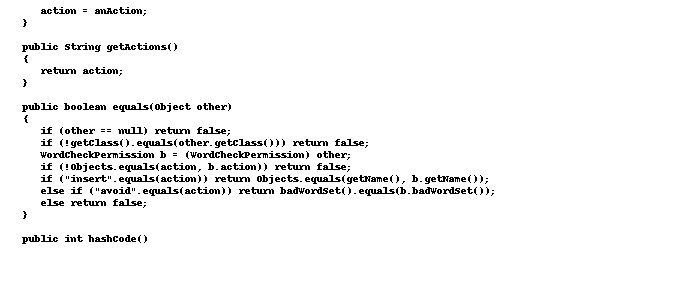 action = anAction;
}
public String getActions()
{
return action;
}
public boolean equals(Object other)
{
if (other == null) return false;
if (!getClass().equals(other.getClass())) return false;
WordCheckPermission b = (WordCheckPermission) other;
if (!Objects.equals(action, b.action)) return false;
if ("insert".equals(action)) return Objects.equals(getName(), b.getName());
else if ("avoid".equals(action)) return badWordSet().equals(b.badWordSet());
else return false;
}
public int hashCode()